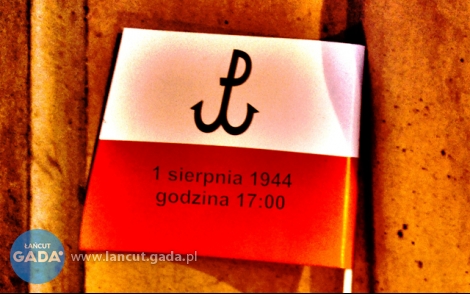 1 sierpnia 1944
godzina 17:00
ŁAŃCUT
GADA
www.lancut.gada.pl